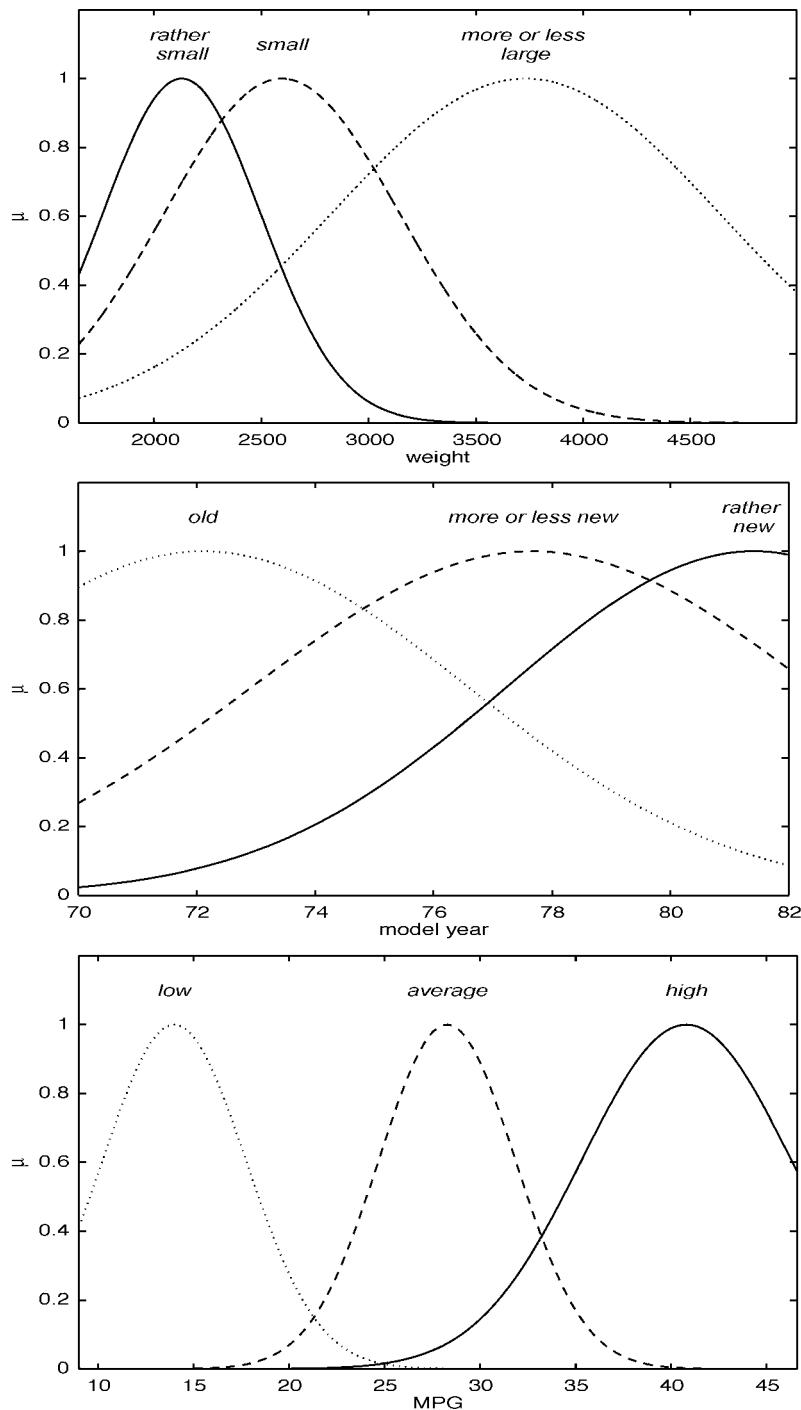 rather
small
small
more or less
large
1
0.8
0.6
μ
0.4
0.2
0
2000 2500 3000 3500 4000 4500
weight
old
more or less new
rather
new
1
0.8
0.6
μ
0.4
0.2
0
70 72 74 76 78 80 82
model year
low average high
1
0.8
0.6
μ
0.4
0.2
0
10 15 20 25 30 35 40 45
MPG